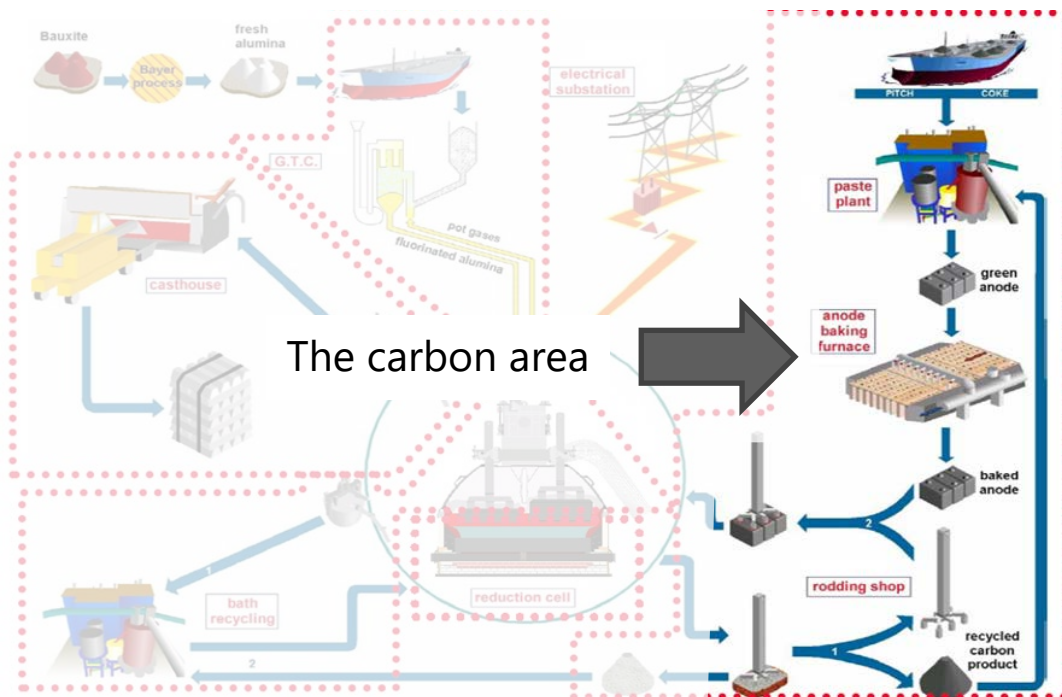 Bauxite
Bayer
process
fresh
alumina
electrical
substation
PITCH
COKE
G.T.C.
paste
plant
pot gases
fluorinated alumina
casthouse
green
anode
anode
baking
furnace
The carbon area
baked
anode
2
1
rodding shop
reduction cell
bath
recycling
recycled
carbon
product
1
2